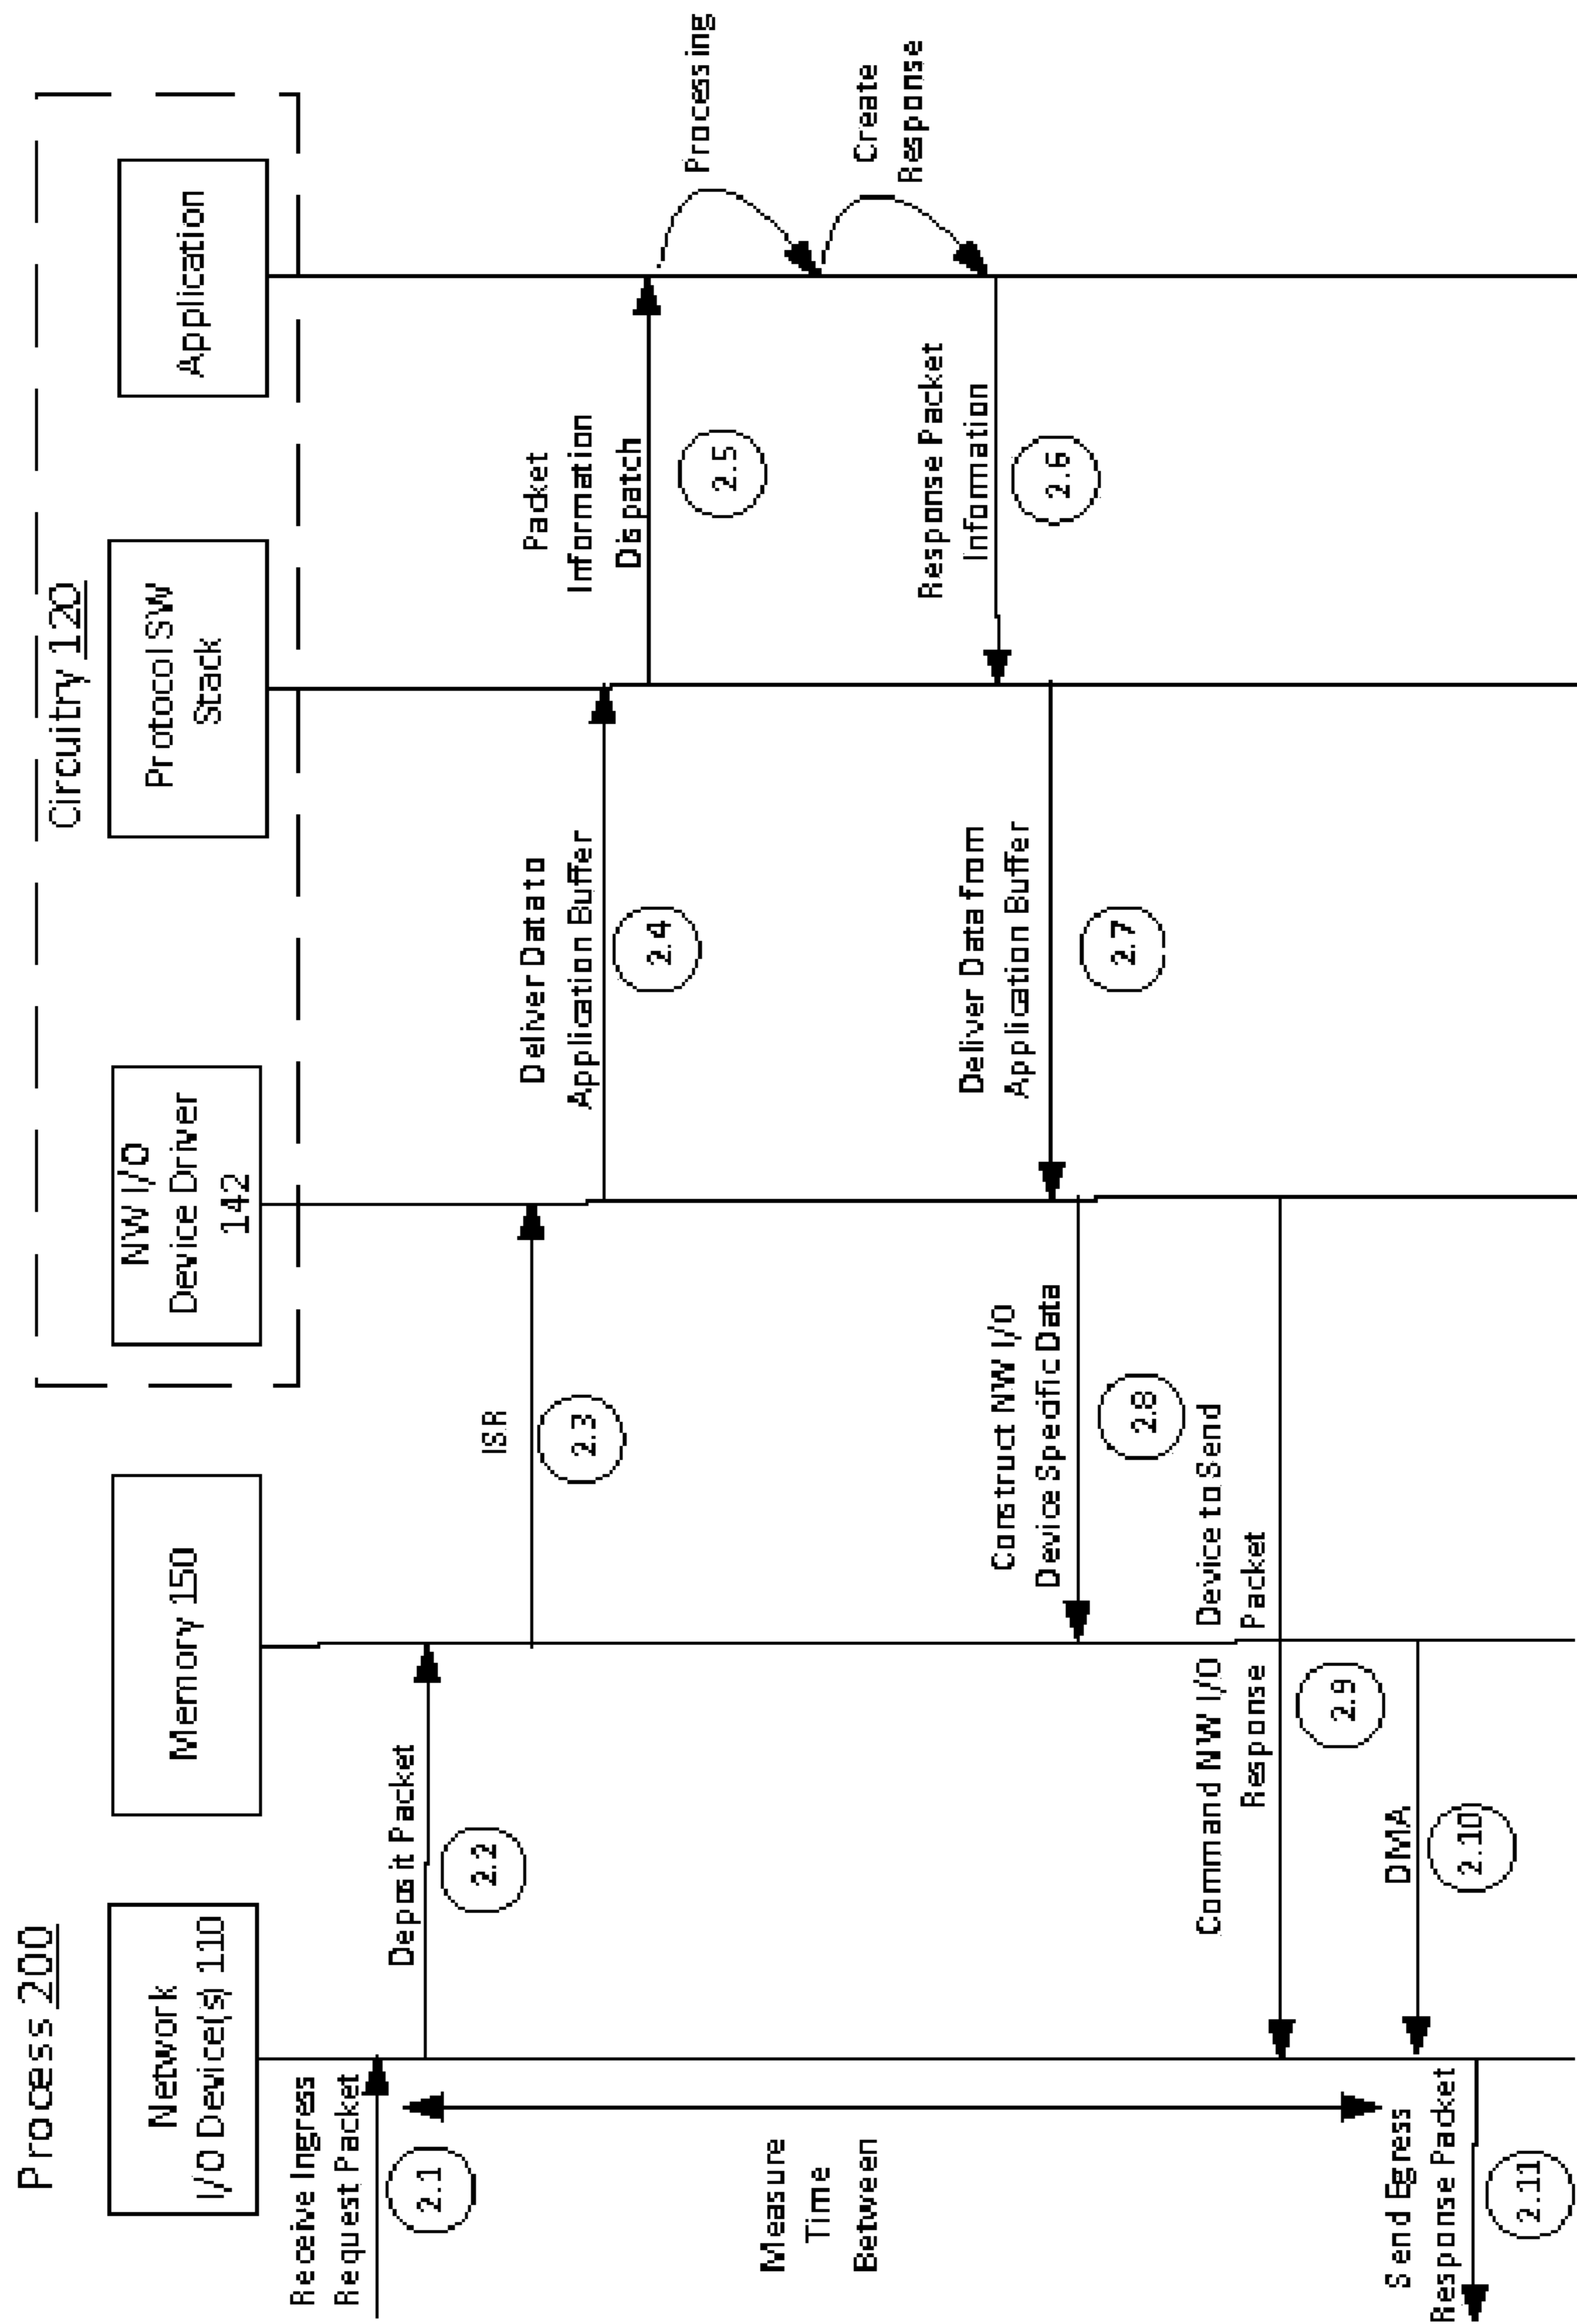 Process 200
Circuitry 120
Network
I/O Device(s) 110
Memory 150
NW I/O
Device Driver
142
Protocol SW
Stack
Application
Receive Ingress
Request Packet
2.1
Deposit Packet
2.2
ISR
2.3
Deliver Data to
Application Buffer
2.4
Packet
Information
Dispatch
2.5
Processing
Create
Response
Response Packet
Information
2.6
Deliver Data from
Application Buffer
2.7
Construct NW I/O
Device Specific Data
2.8
Command NW I/O Device to Send
Response Packet
2.9
DMA
2.10
Measure
Time
Between
Send Egress
Response Packet
2.11